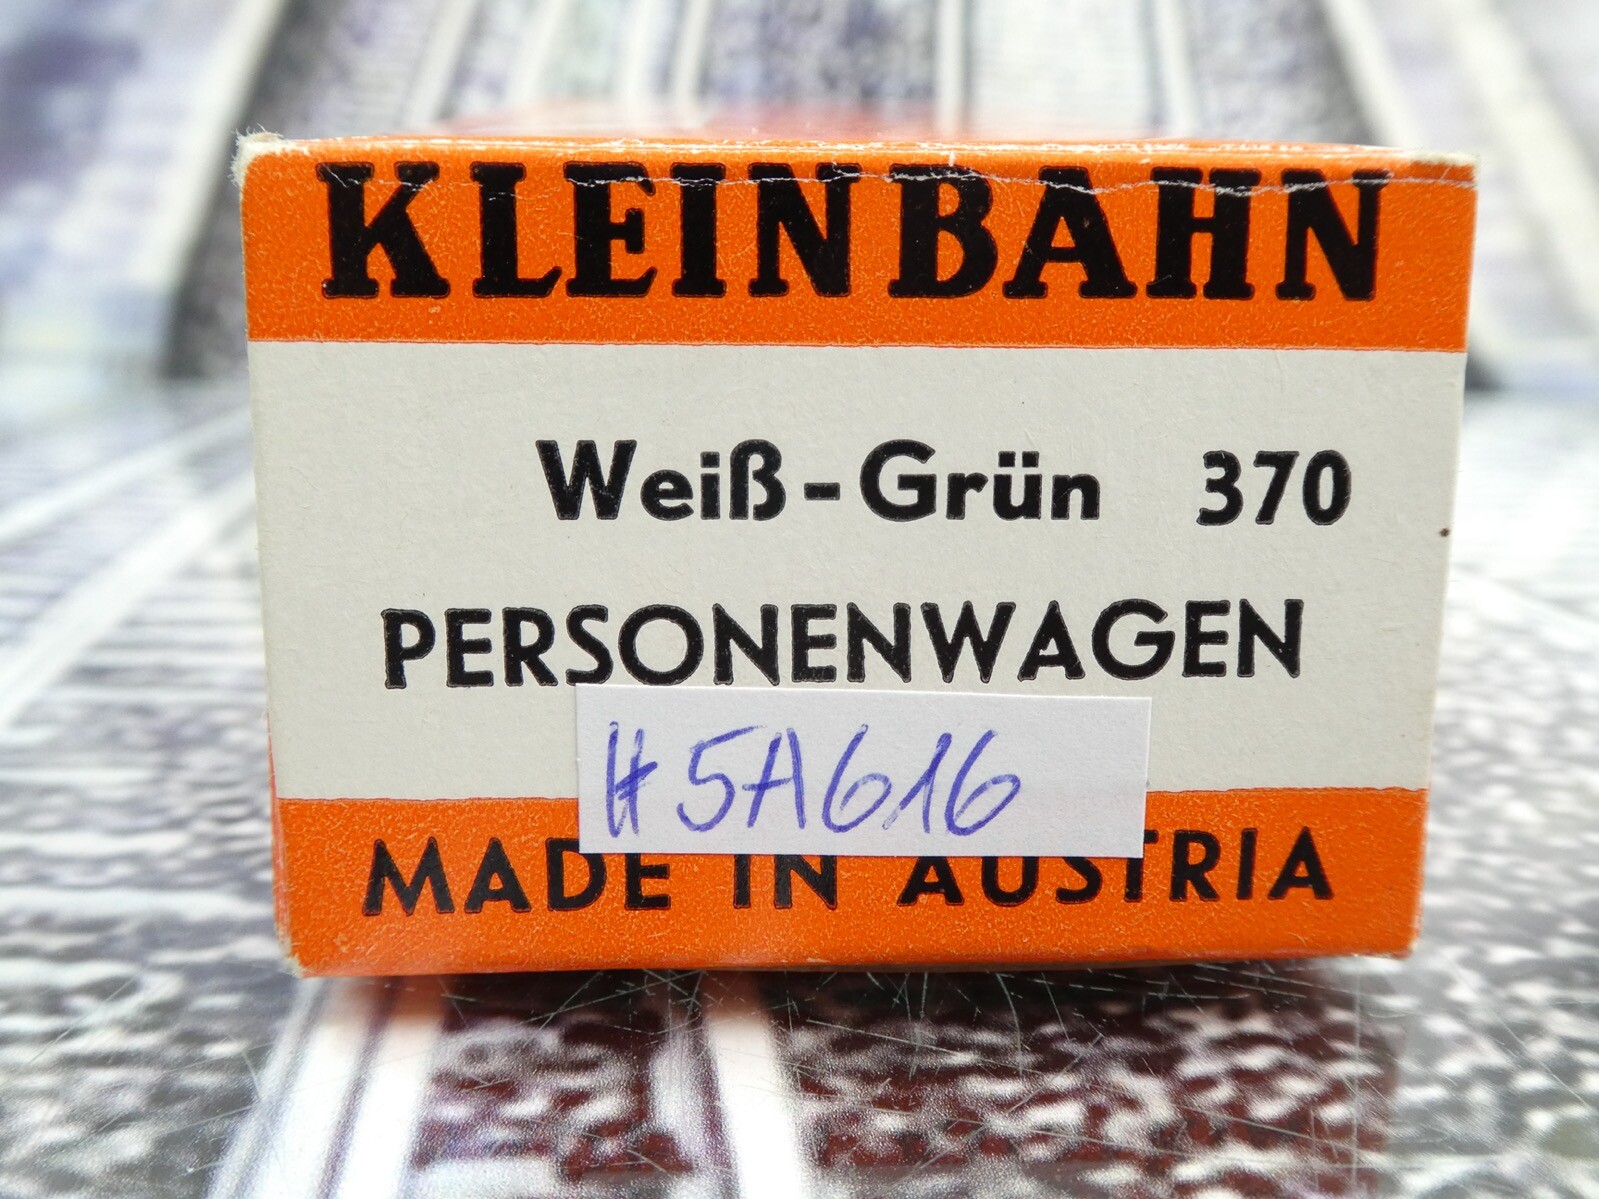 KLEINBAHN
Weiß-Grün 370
PERSONENWAGEN
#5A616
MADE IN AUSTRIA